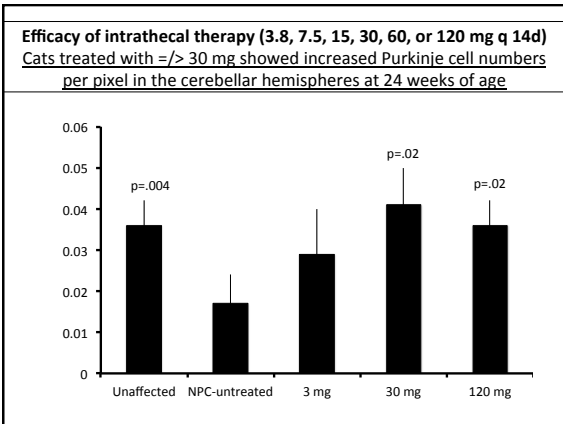 Efficacy of intrathecal therapy (3.8, 7.5, 15, 30, 60, or 120 mg q 14d)
Cats treated with =/> 30 mg showed increased Purkinje cell numbers
per pixel in the cerebellar hemispheres at 24 weeks of age
0.06
0.05
0.04
0.03
0.02
0.01
0
p=.004
p=.02
p=.02
Unaffected NPC-untreated 3 mg 30 mg 120 mg